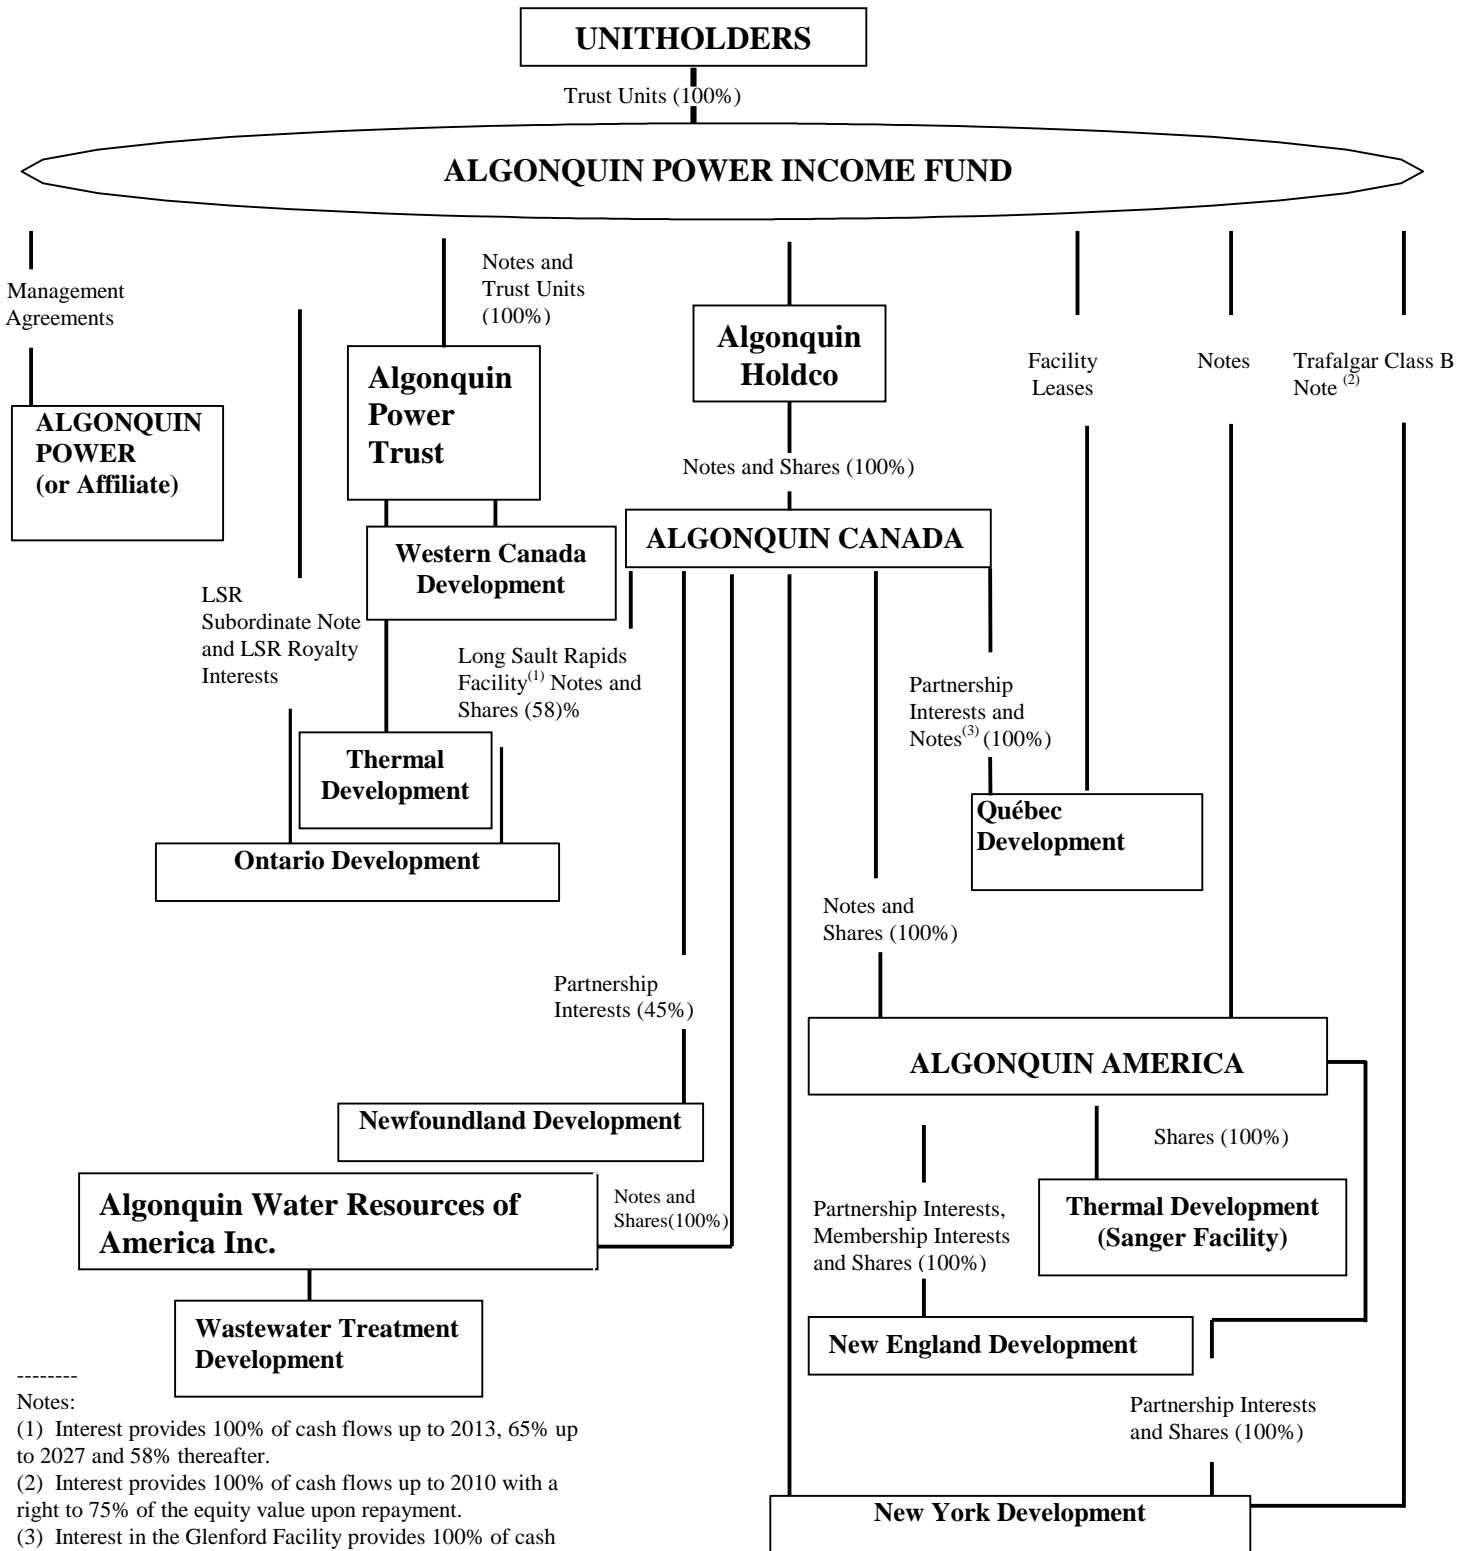 UNITHOLDERS
Trust Units (100%)
ALGONQUIN POWER INCOME FUND
Management
Agreements
Notes and
Trust Units
(100%)
Algonquin
Holdco
Facility
Leases
Notes
Trafalgar Class B
Note (2)
ALGONQUIN
POWER
(or Affiliate)
Algonquin
Power
Trust
Notes and Shares (100%)
ALGONQUIN CANADA
Western Canada
Development
LSR
Subordinate Note
and LSR Royalty
Interests
Long Sault Rapids
Facility(1) Notes and
Shares (58)%
Partnership
Interests and
Notes(3) (100%)
Thermal
Development
Québec
Development
Ontario Development
Notes and
Shares (100%)
Partnership
Interests (45%)
ALGONQUIN AMERICA
Newfoundland Development
Shares (100%)
Algonquin Water Resources of
America Inc.
Notes and
Shares(100%)
Partnership Interests,
Membership Interests
and Shares (100%)
Thermal Development
(Sanger Facility)
Wastewater Treatment
Development
New England Development
Partnership Interests
and Shares (100%)
New York Development
--------
Notes:
(1) Interest provides 100% of cash flows up to 2013, 65% up
to 2027 and 58% thereafter.
(2) Interest provides 100% of cash flows up to 2010 with a
right to 75% of the equity value upon repayment.
(3) Interest in the Glenford Facility provides 100% of cash